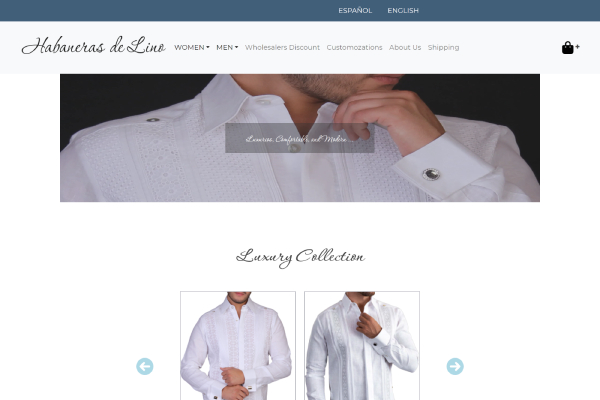 ESPAÑOL ENGLISH
Habaneras de Lino WOMEN MEN Wholesalers Discount Customozations About Us Shipping +
Luxurious, Comfortable, and Modern
Luxury Collection